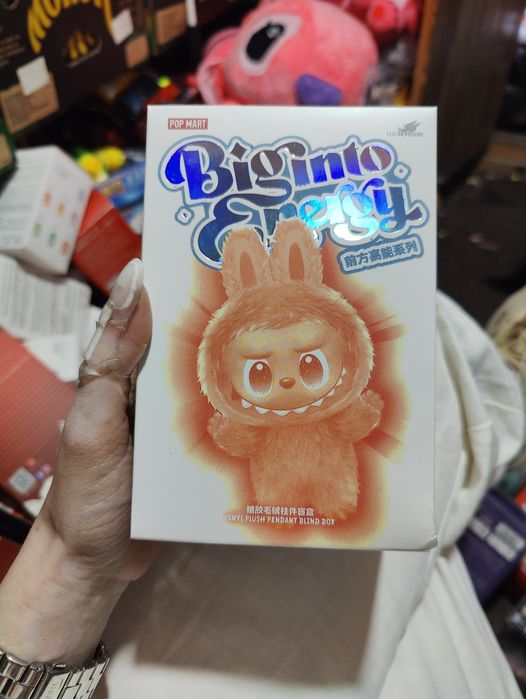 POP MART
THE MONSTERS
Big into
Energy
前方高能系列
搪胶毛绒挂件盲盒
VINYL PLUSH PENDANT BLIND BOX